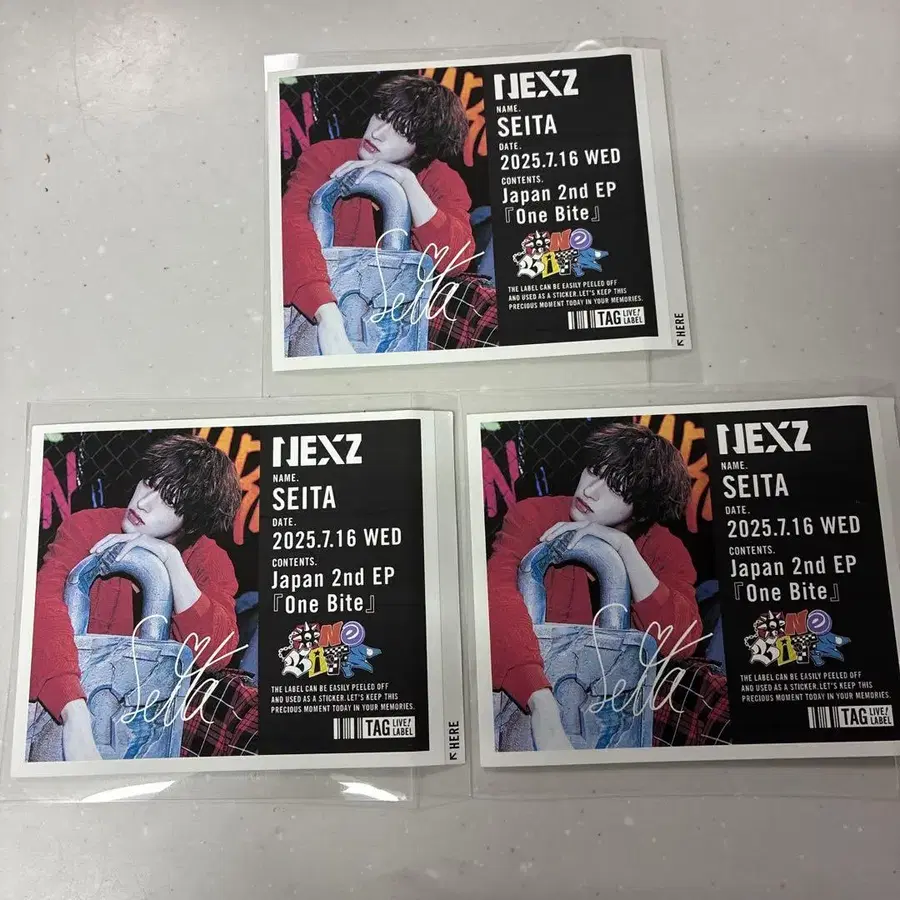 NEXZ
NAME.
SEITA
DATE.
2025.7.16 WED
CONTENTS.
Japan 2nd EP
『One Bite』
ONE
BITE
THE LABEL CAN BE EASILY PEELED OFF
AND USED AS A STICKER.LET'S KEEP THIS
PRECIOUS MOMENT TODAY IN YOUR MEMORIES.
TAG LIVE! LABEL
↖HERE
Seita
NEXZ
NAME.
SEITA
DATE.
2025.7.16 WED
CONTENTS.
Japan 2nd EP
『One Bite』
ONE
BITE
THE LABEL CAN BE EASILY PEELED OFF
AND USED AS A STICKER.LET'S KEEP THIS
PRECIOUS MOMENT TODAY IN YOUR MEMORIES.
TAG LIVE! LABEL
↖HERE
Seita
NEXZ
NAME.
SEITA
DATE.
2025.7.16 WED
CONTENTS.
Japan 2nd EP
『One Bite』
ONE
BITE
THE LABEL CAN BE EASILY PEELED OFF
AND USED AS A STICKER.LET'S KEEP THIS
PRECIOUS MOMENT TODAY IN YOUR MEMORIES.
TAG LIVE! LABEL
Seita